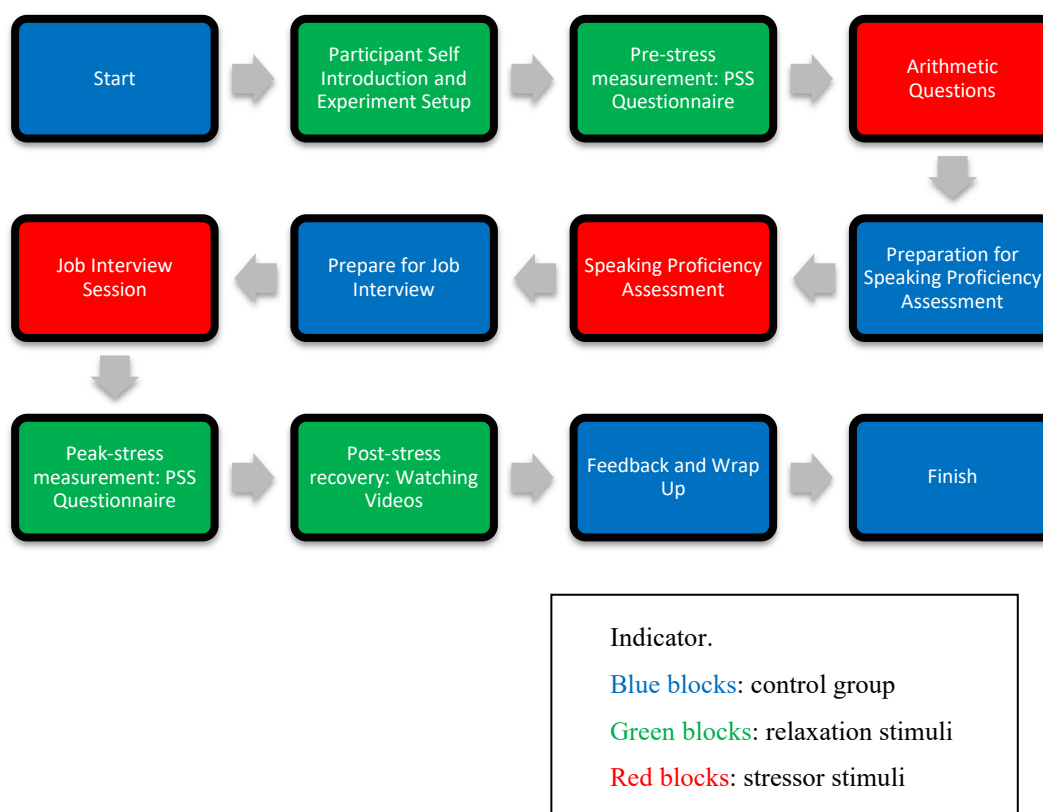 Start
Participant Self
Introduction and
Experiment Setup
Pre-stress
measurement: PSS
Questionnaire
Arithmetic
Questions
Preparation for
Speaking Proficiency
Assessment
Speaking Proficiency
Assessment
Prepare for Job
Interview
Job Interview
Session
Peak-stress
measurement: PSS
Questionnaire
Post-stress
recovery: Watching
Videos
Feedback and Wrap
Up
Finish
Indicator.
Blue blocks: control group
Green blocks: relaxation stimuli
Red blocks: stressor stimuli